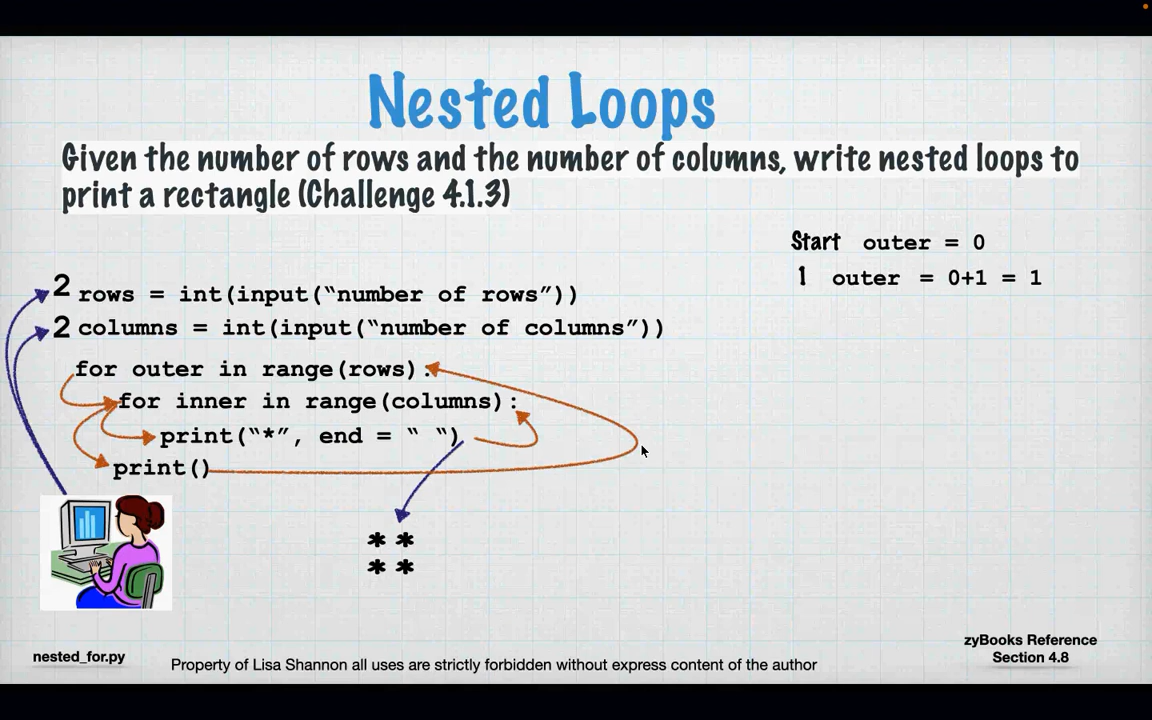 Nested Loops
Given the number of rows and the number of columns, write nested loops to
print a rectangle (Challenge 4.1.3)
Start outer = 0
1 outer = 0+1 = 1
2 rows = int(input(“number of rows”))
2 columns = int(input(“number of columns”))
for outer in range(rows):
for inner in range(columns):
print(“*”, end = “ “)
print()
* *
* *
nested_for.py
Property of Lisa Shannon all uses are strictly forbidden without express content of the author
zyBooks Reference
Section 4.8